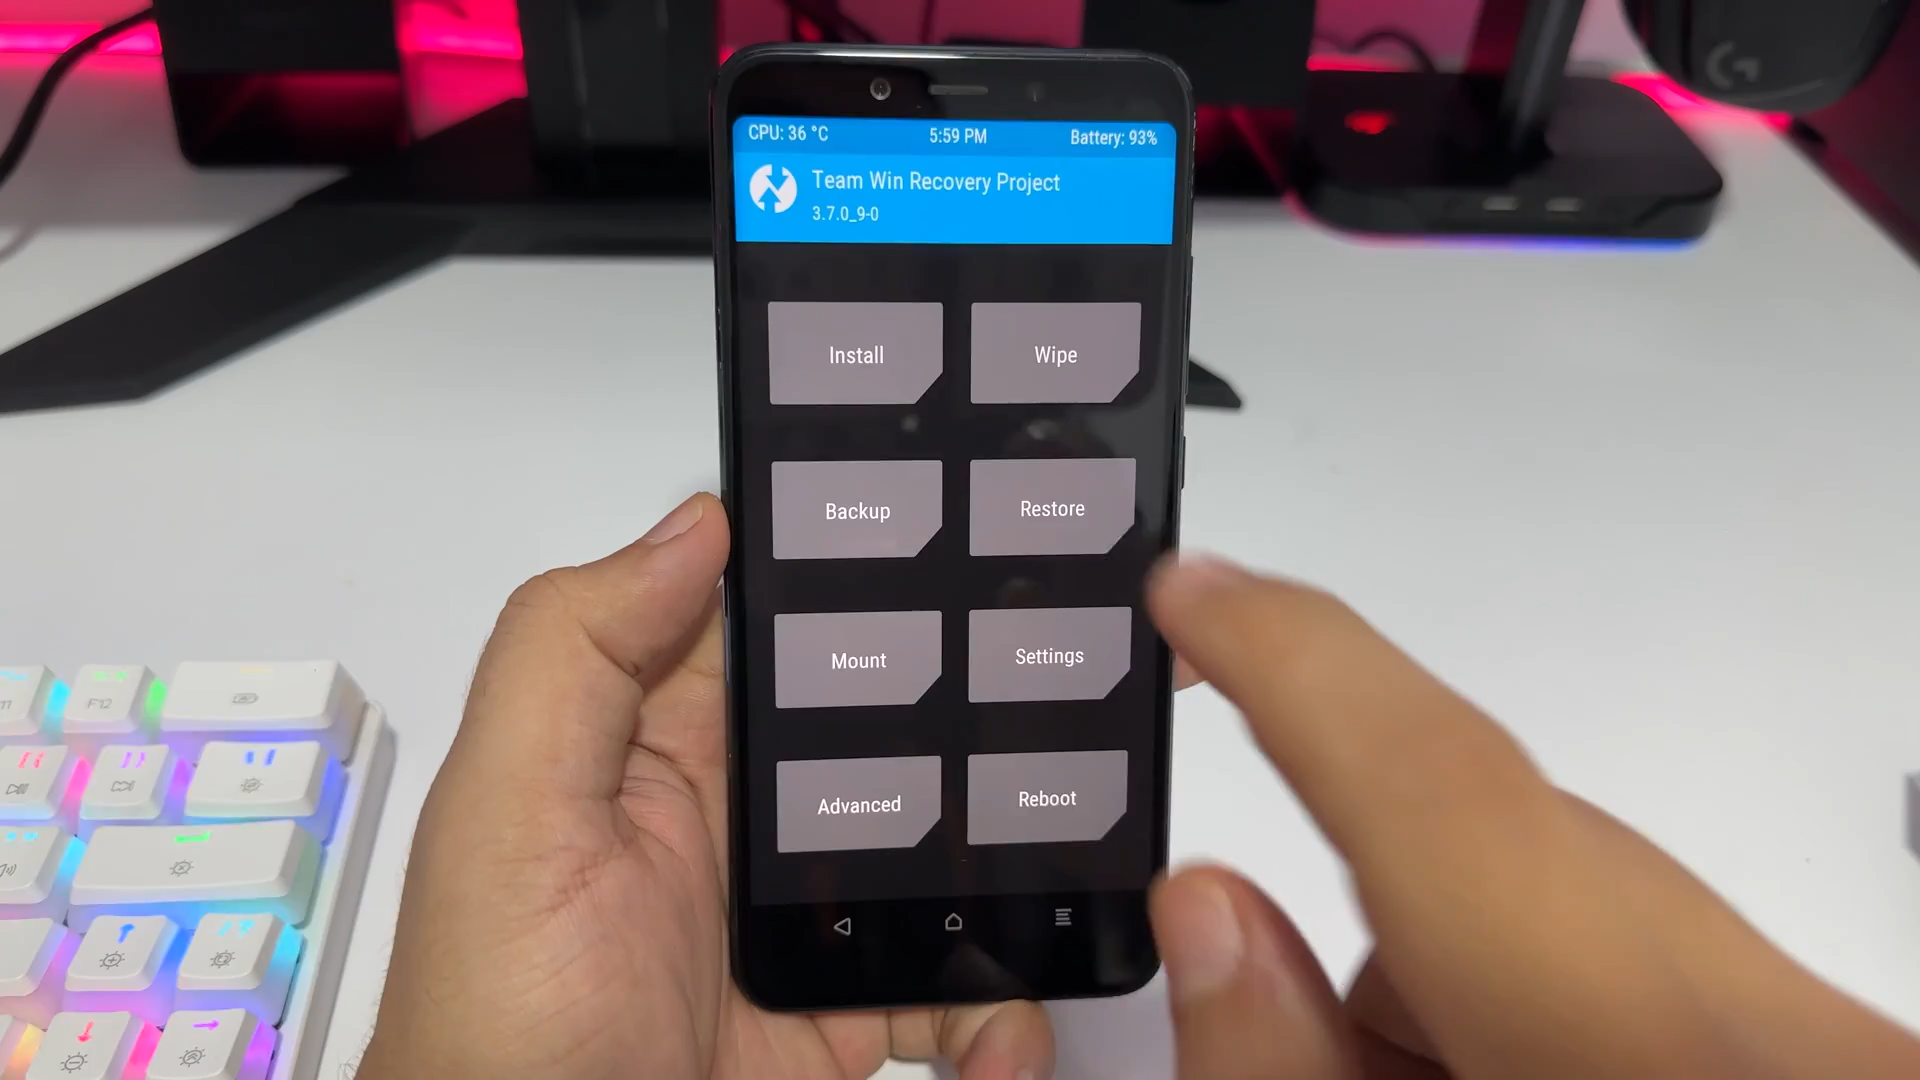 CPU: 36 °C 5:59 PM Battery: 93%
Team Win Recovery Project
3.7.0_9-0
Install Wipe
Backup Restore
Mount Settings
Advanced Reboot
F12